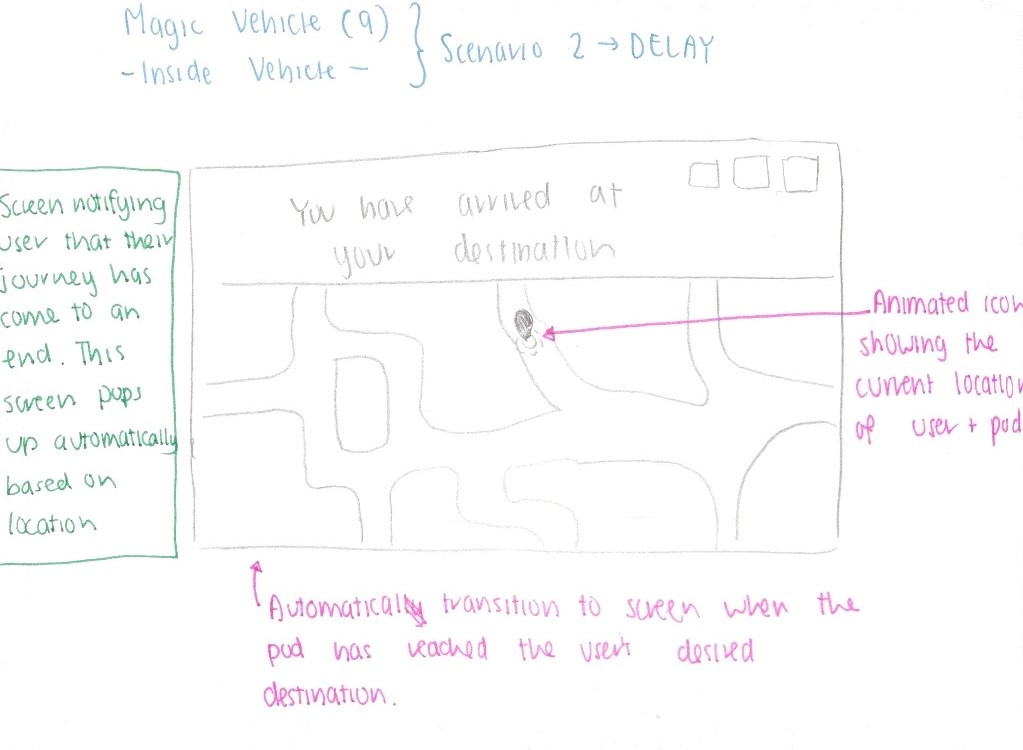 Magic Vehicle (9)
-Inside Vehicle-
Scenario 2 → DELAY
You have arrived at
your destination
Screen notifying
user that their
journey has
come to an
end. This
screen pops
up automatically
based on
location
Animated icon
showing the
current location
of user + pod
Automatically transition to screen when the
pod has reached the user's desired
destination.